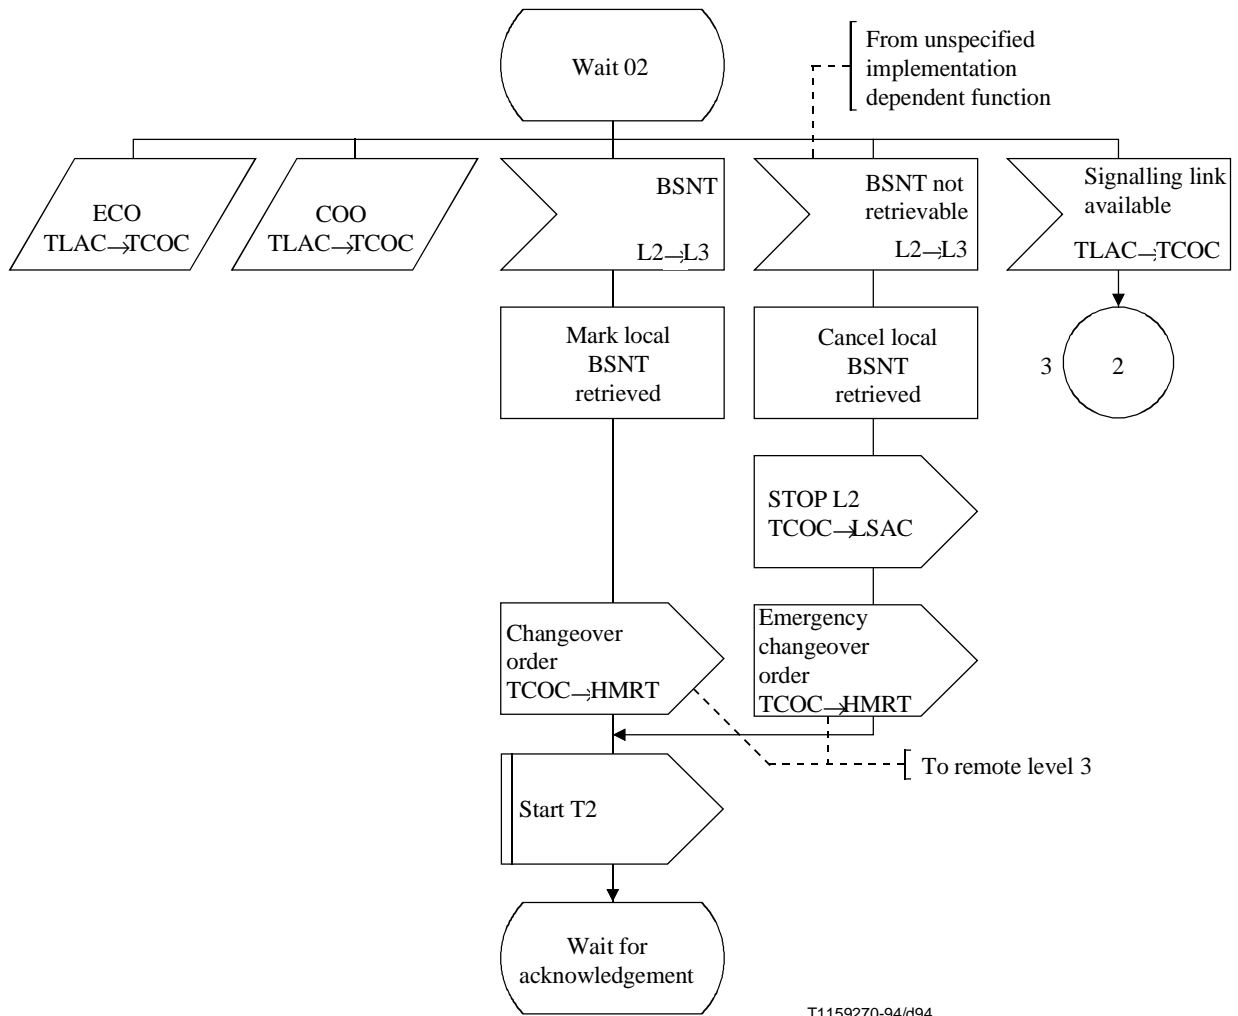 Wait 02
From unspecified
implementation
dependent function
ECO
TLAC→TCOC
COO
TLAC→TCOC
BSNT
L2→L3
BSNT not
retrievable
L2→L3
Signalling link
available
TLAC→TCOC
Mark local
BSNT
retrieved
Cancel local
BSNT
retrieved
3
2
STOP L2
TCOC→LSAC
Changeover
order
TCOC→HMRT
Emergency
changeover
order
TCOC→HMRT
To remote level 3
Start T2
Wait for
acknowledgement
T1159270-94/d94